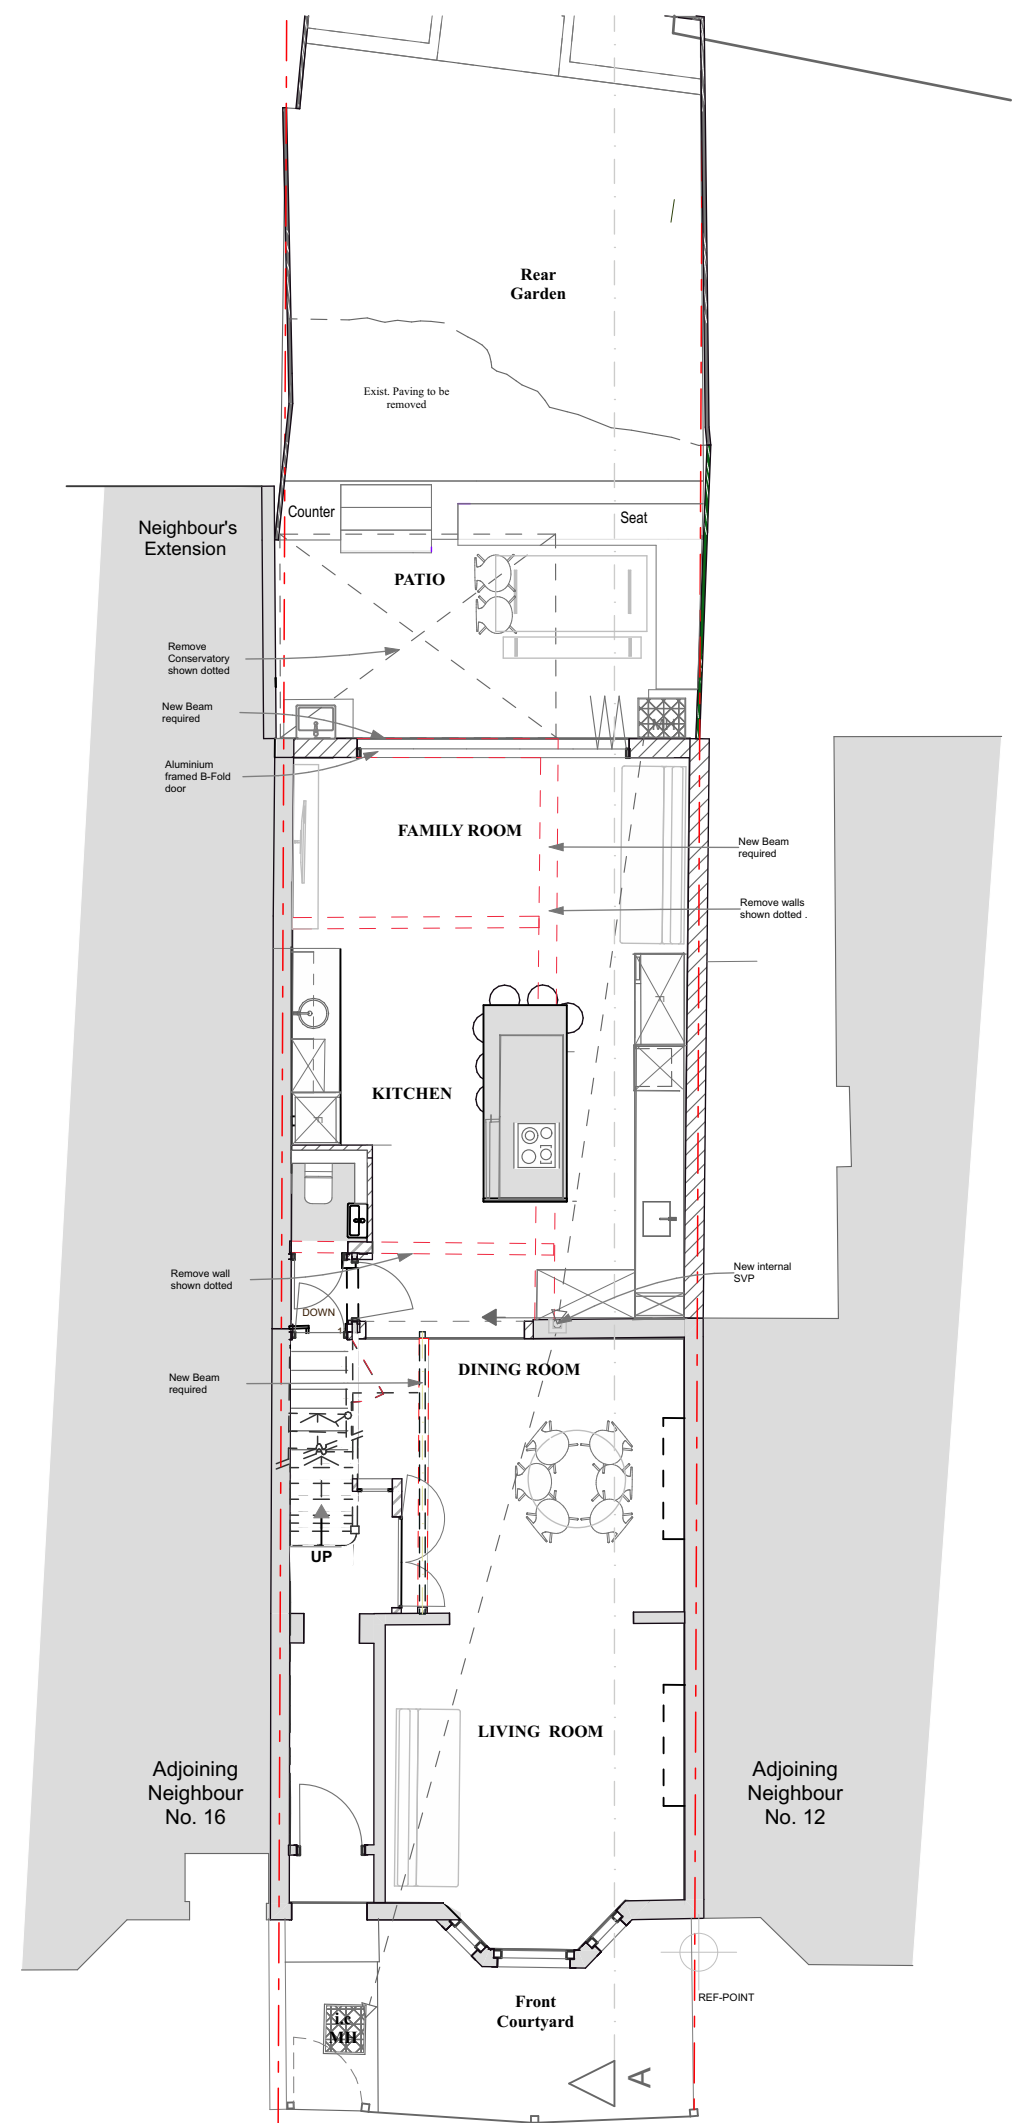 Rear
Garden
Exist. Paving to be
removed
Neighbour's
Extension
Counter
Seat
PATIO
Remove
Conservatory
shown dotted
New Beam
required
Aluminium
framed B-Fold
door
FAMILY ROOM
New Beam
required
Remove walls
shown dotted .
KITCHEN
Remove wall
shown dotted
New internal
SVP
DOWN
DINING ROOM
New Beam
required
UP
LIVING ROOM
Adjoining
Neighbour
No. 16
Adjoining
Neighbour
No. 12
REF-POINT
Front
Courtyard
i.c
MH
A